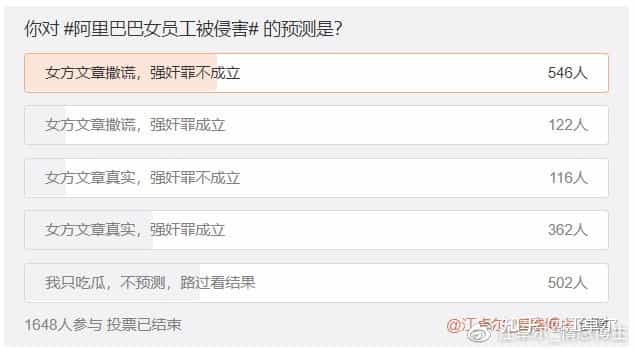 你对 #阿里巴巴女员工被侵害# 的预测是？
女方文章撒谎，强奸罪不成立 546人
女方文章撒谎，强奸罪成立 122人
女方文章真实，强奸罪不成立 116人
女方文章真实，强奸罪成立 362人
我只吃瓜，不预测，路过看结果 502人
1648人参与 投票已结束